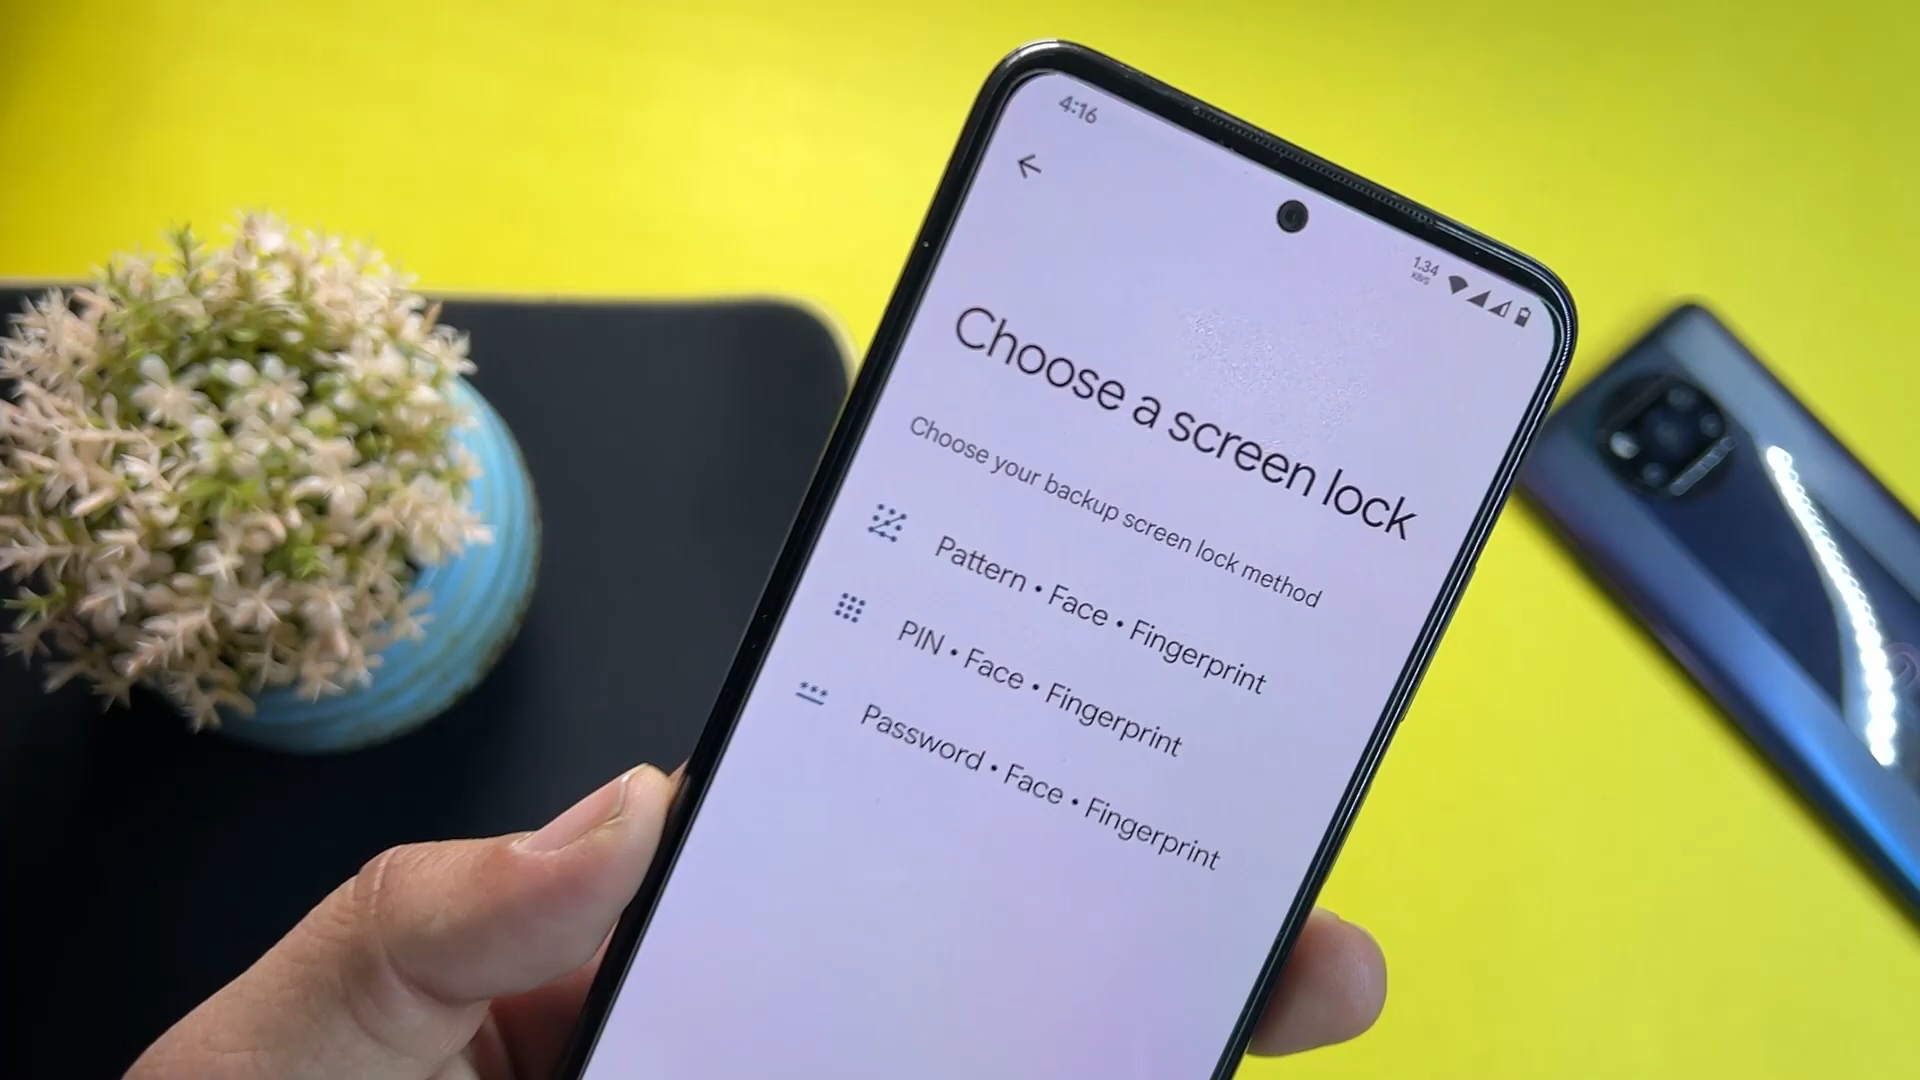 4:16
1.34
KB/S
Choose a screen lock
Choose your backup screen lock method
Pattern • Face • Fingerprint
PIN • Face • Fingerprint
Password • Face • Fingerprint